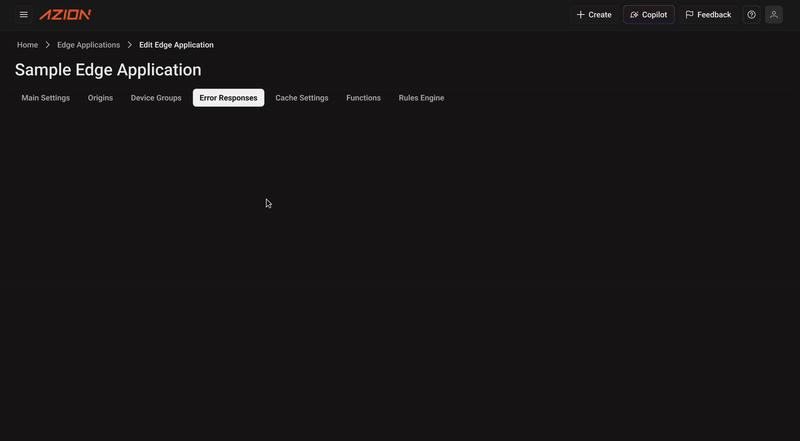 AZION
Create
Copilot
Feedback
Home
Edge Applications
Edit Edge Application
Sample Edge Application
Main Settings
Origins
Device Groups
Error Responses
Cache Settings
Functions
Rules Engine